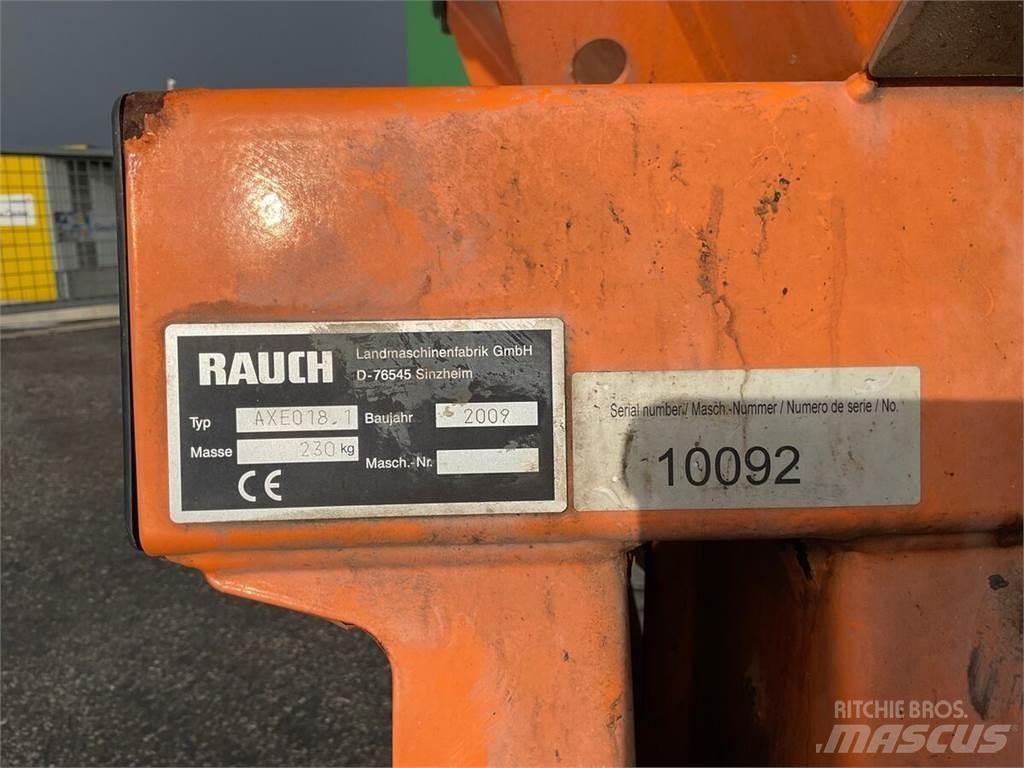 RAUCH
Landmaschinenfabrik GmbH
D-76545 Sinzheim
Typ AXE018.1 Baujahr 2009
Masse 230 kg Masch.-Nr.
CE
Serial number / Masch.-Nummer / Numero de serie / No.
10092
RITCHIE BROS.
MASCUS